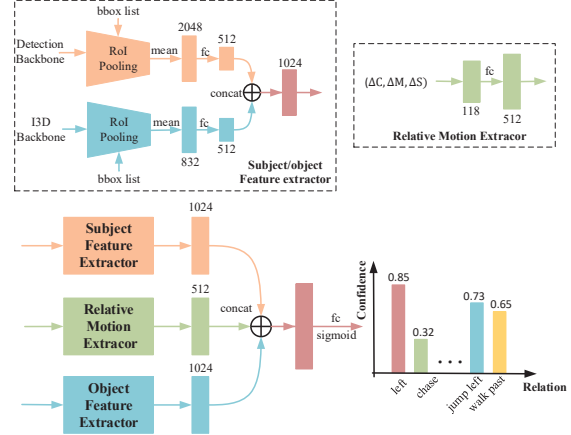 bbox list
Detection
Backbone
RoI
Pooling
mean
2048
fc
512
concat
1024
I3D
Backbone
RoI
Pooling
mean
832
fc
512
bbox list
Subject/object
Feature extractor
(ΔC, ΔM, ΔS)
118
fc
512
Relative Motion Extracor
Subject
Feature
Extractor
1024
Relative
Motion
Extracor
512
concat
Object
Feature
Extractor
1024
fc
sigmoid
Confidence
0.85
0.32
0.73
0.65
left
chase
jump left
walk past
Relation